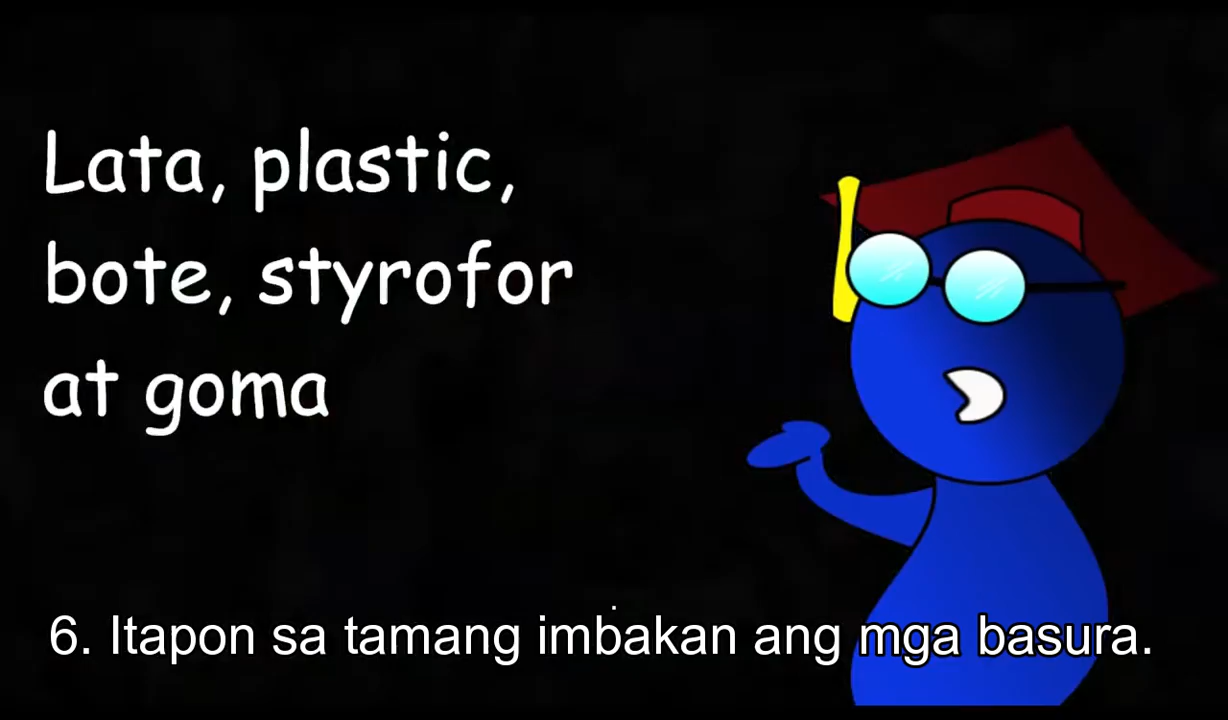 Lata, plastic,
bote, styrofor
at goma
6. Itapon sa tamang imbakan ang mga basura.